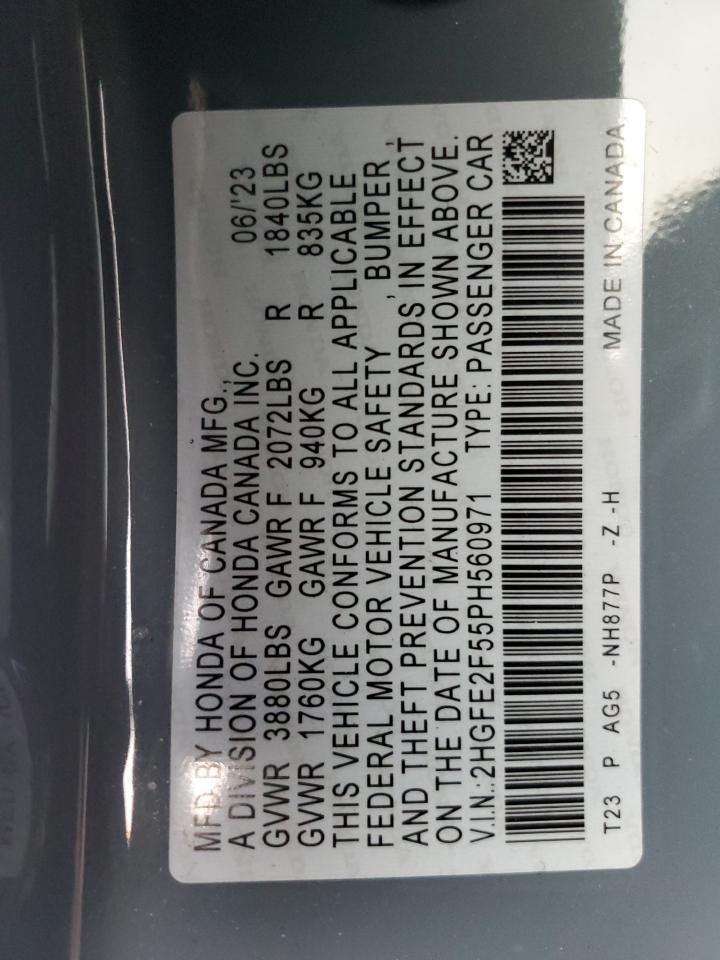 MFD.BY HONDA OF CANADA MFG.,
A DIVISION OF HONDA CANADA INC. 06/'23
GVWR 3880LBS GAWR F 2072LBS R 1840LBS
GVWR 1760KG GAWR F 940KG R 835KG
THIS VEHICLE CONFORMS TO ALL APPLICABLE
FEDERAL MOTOR VEHICLE SAFETY , BUMPER ,
AND THEFT PREVENTION STANDARDS IN EFFECT
ON THE DATE OF MANUFACTURE SHOWN ABOVE.
V.I.N.:2HGFE2F55PH560971 TYPE: PASSENGER CAR
T23 P AG5 -NH877P -Z -H MADE IN CANADA